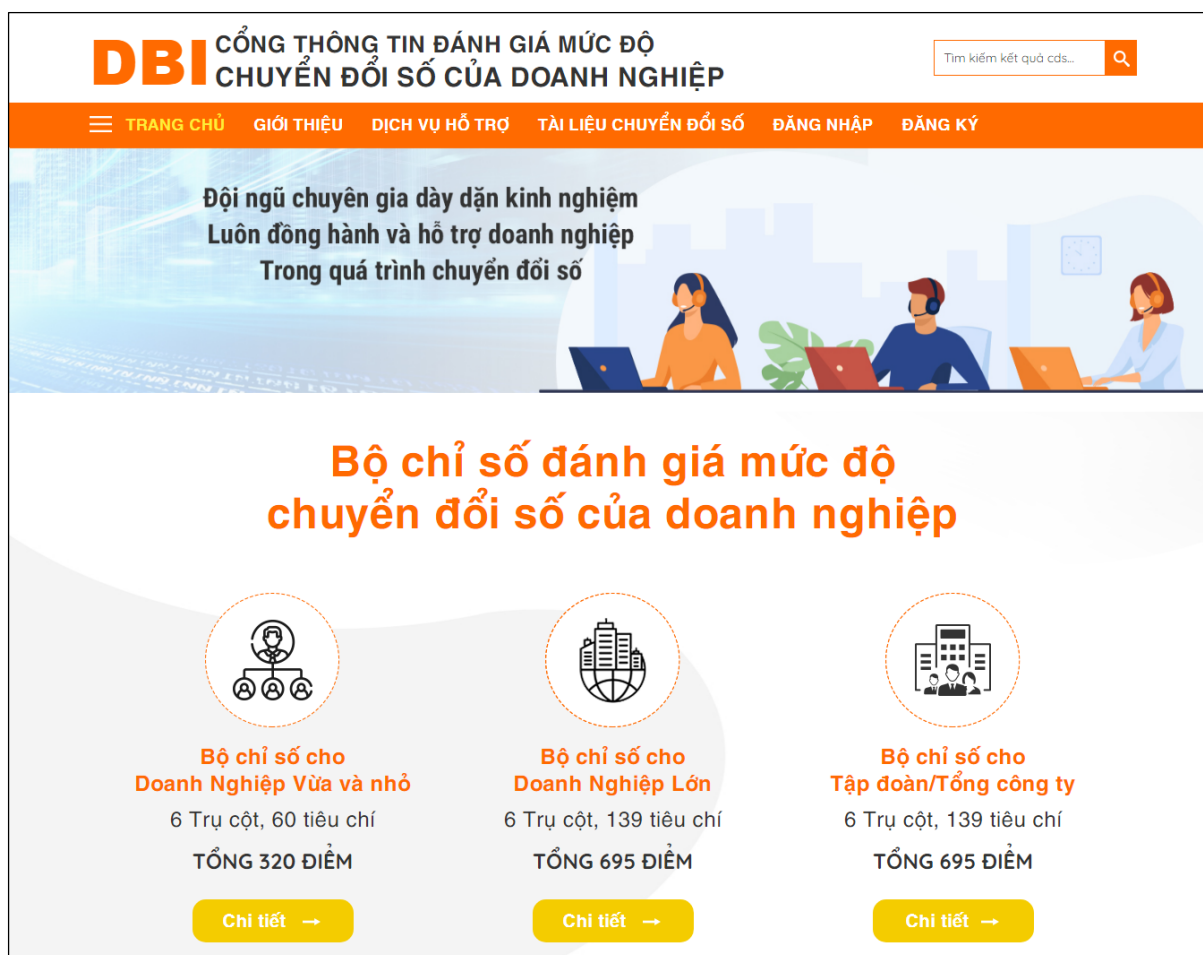 DBI
CỔNG THÔNG TIN ĐÁNH GIÁ MỨC ĐỘ
CHUYỂN ĐỔI SỐ CỦA DOANH NGHIỆP
Tìm kiếm kết quả cds...
TRANG CHỦ GIỚI THIỆU DỊCH VỤ HỖ TRỢ TÀI LIỆU CHUYỂN ĐỔI SỐ ĐĂNG NHẬP ĐĂNG KÝ
Đội ngũ chuyên gia dày dặn kinh nghiệm
Luôn đồng hành và hỗ trợ doanh nghiệp
Trong quá trình chuyển đổi số
Bộ chỉ số đánh giá mức độ
chuyển đổi số của doanh nghiệp
Bộ chỉ số cho
Doanh Nghiệp Vừa và nhỏ
6 Trụ cột, 60 tiêu chí
TỔNG 320 ĐIỂM
Chi tiết →
Bộ chỉ số cho
Doanh Nghiệp Lớn
6 Trụ cột, 139 tiêu chí
TỔNG 695 ĐIỂM
Chi tiết →
Bộ chỉ số cho
Tập đoàn/Tổng công ty
6 Trụ cột, 139 tiêu chí
TỔNG 695 ĐIỂM
Chi tiết →